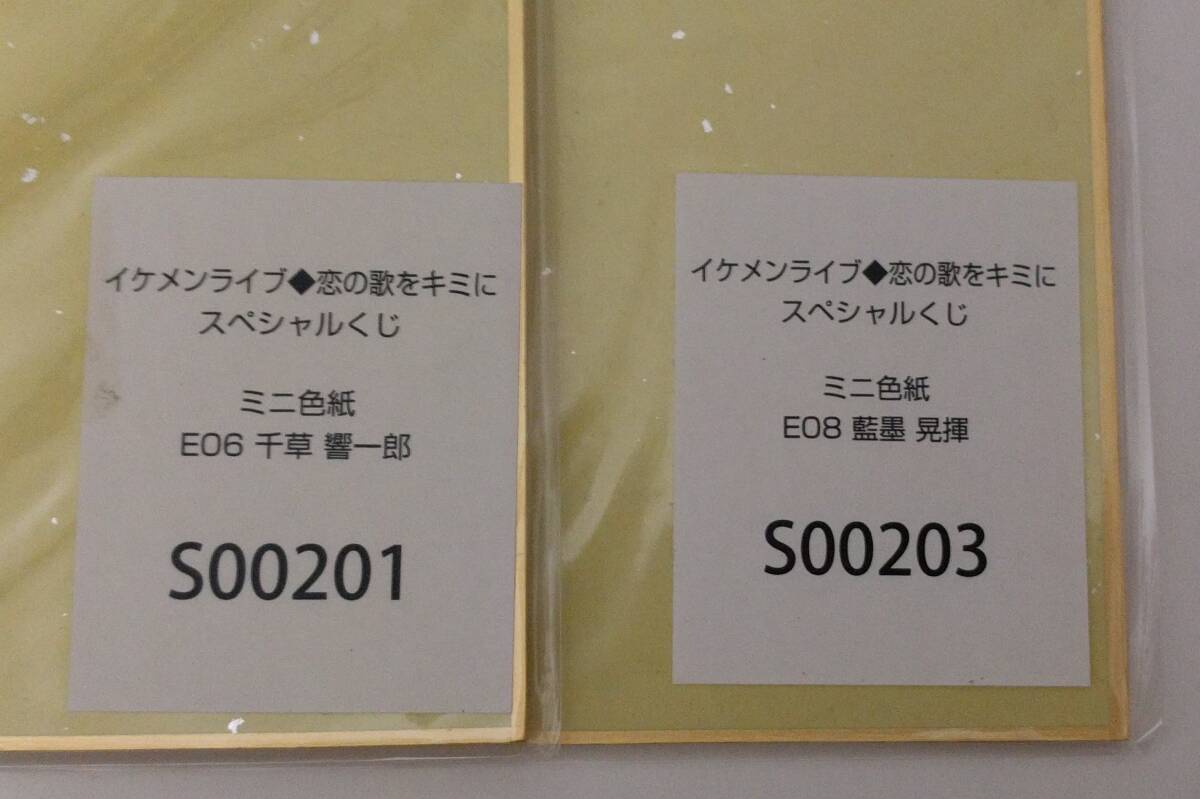 イケメンライブ◆恋の歌をキミに
スペシャルくじ
ミニ色紙
E06 千草 響一郎
S00201
イケメンライブ◆恋の歌をキミに
スペシャルくじ
ミニ色紙
E08 藍墨 晃揮
S00203